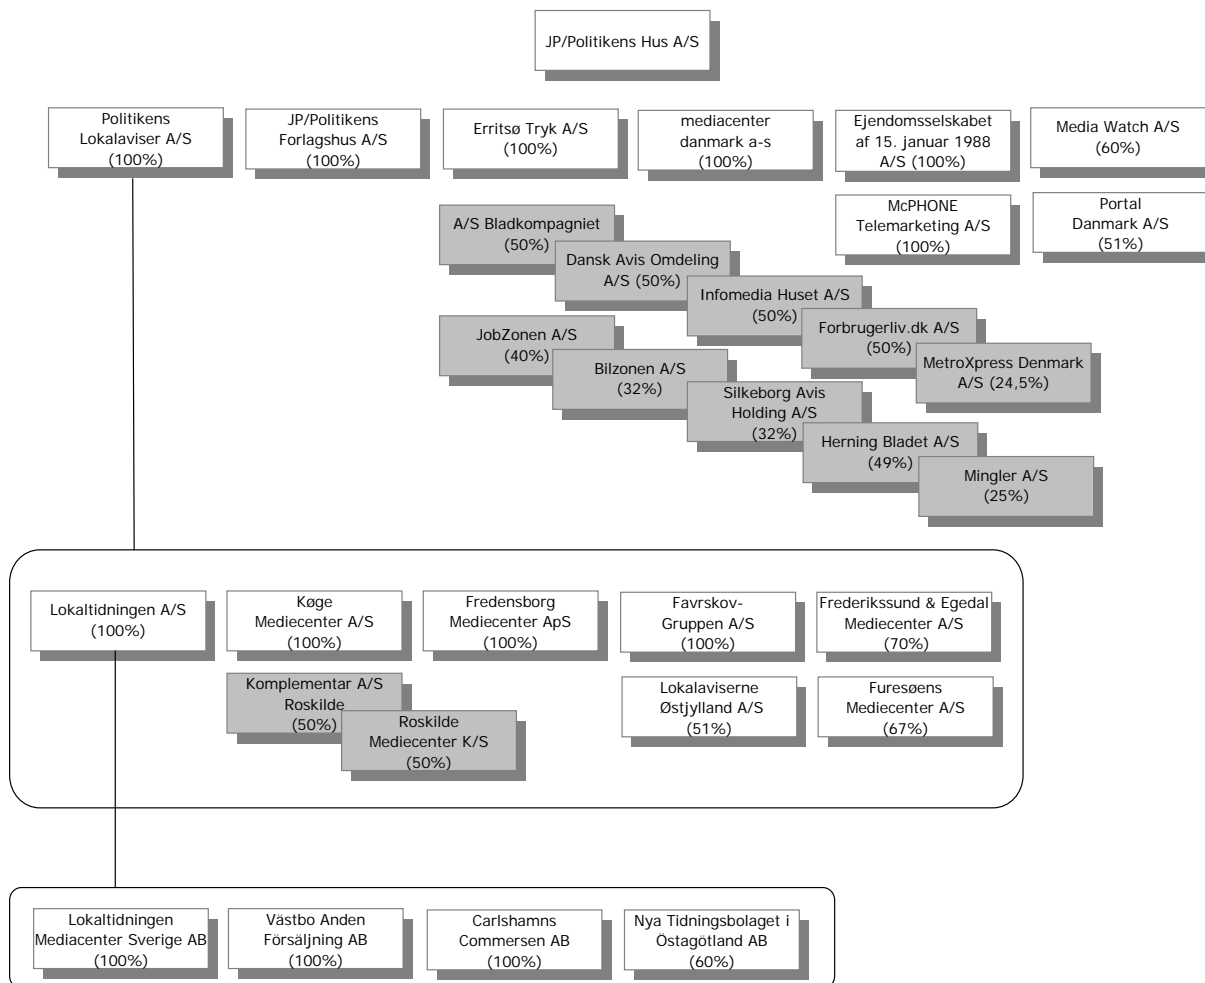 JP/Politikens Hus A/S
Politikens
Lokalaviser A/S
(100%)
JP/Politikens
Forlagshus A/S
(100%)
Erritsø Tryk A/S
(100%)
mediacenter
danmark a-s
(100%)
Ejendomsselskabet
af 15. januar 1988
A/S (100%)
Media Watch A/S
(60%)
McPHONE
Telemarketing A/S
(100%)
Portal
Danmark A/S
(51%)
A/S Bladkompagniet
(50%)
Dansk Avis Omdeling
A/S (50%)
Infomedia Huset A/S
(50%)
Forbrugerliv.dk A/S
(50%)
MetroXpress Denmark
A/S (24,5%)
JobZonen A/S
(40%)
Bilzonen A/S
(32%)
Silkeborg Avis
Holding A/S
(32%)
Herning Bladet A/S
(49%)
Mingler A/S
(25%)
Lokaltidningen A/S
(100%)
Køge
Mediecenter A/S
(100%)
Fredensborg
Mediecenter ApS
(100%)
Favrskov-
Gruppen A/S
(100%)
Frederikssund & Egedal
Mediecenter A/S
(70%)
Komplementar A/S
Roskilde
(50%)
Roskilde
Mediecenter K/S
(50%)
Lokalaviserne
Østjylland A/S
(51%)
Furesøens
Mediecenter A/S
(67%)
Lokaltidningen
Mediacenter Sverige AB
(100%)
Västbo Anden
Försäljning AB
(100%)
Carlshamns
Commersen AB
(100%)
Nya Tidningsbolaget i
Östagötland AB
(60%)